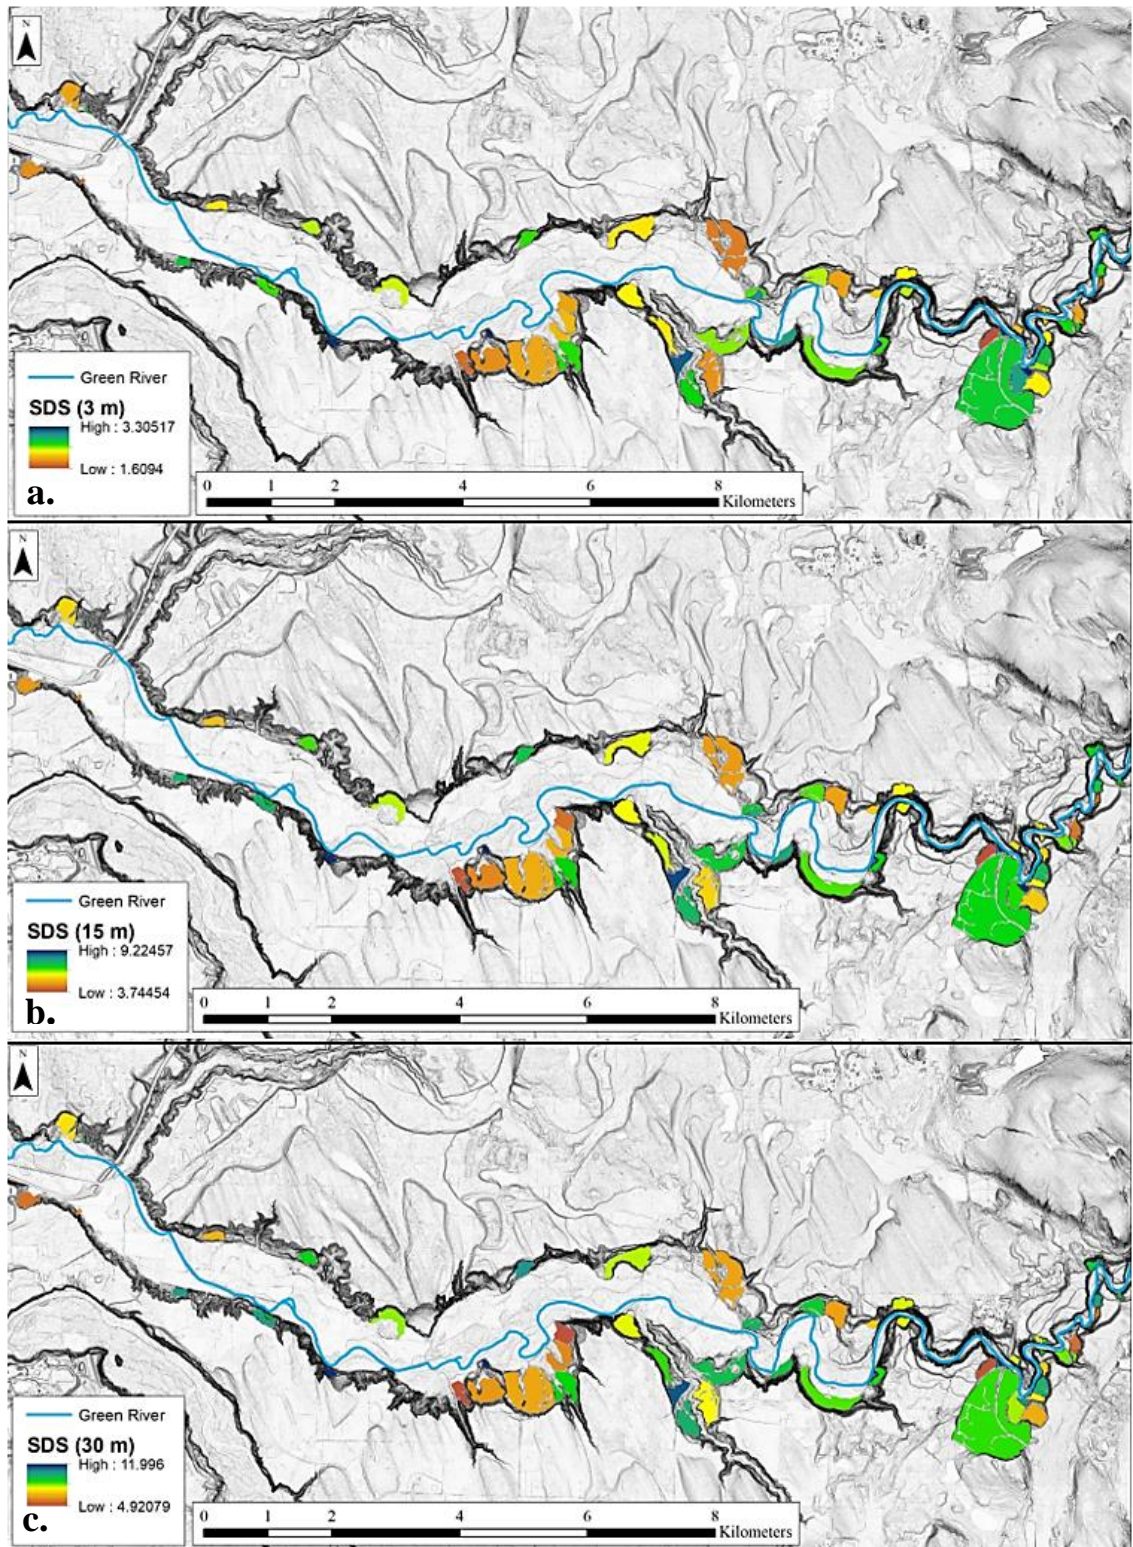 N
Green River
SDS (3 m)
High : 3.30517
Low : 1.6094
a.
0 1 2 4 6 8
Kilometers
N
Green River
SDS (15 m)
High : 9.22457
Low : 3.74454
b.
0 1 2 4 6 8
Kilometers
N
Green River
SDS (30 m)
High : 11.996
Low : 4.92079
c.
0 1 2 4 6 8
Kilometers